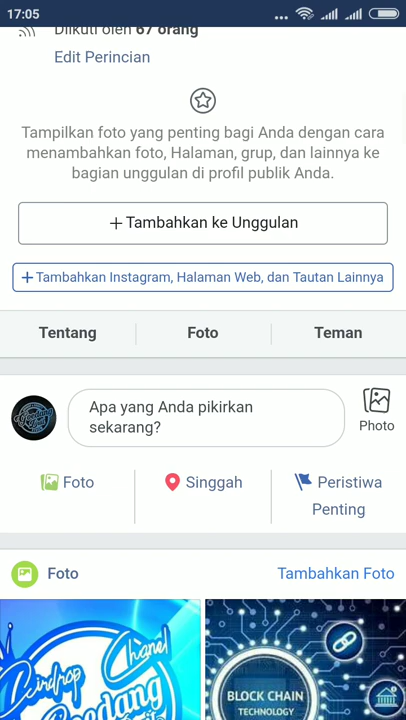 17:05
Diikuti oleh 67 orang
Edit Perincian
Tampilkan foto yang penting bagi Anda dengan cara
menambahkan foto, Halaman, grup, dan lainnya ke
bagian unggulan di profil publik Anda.
+ Tambahkan ke Unggulan
+ Tambahkan Instagram, Halaman Web, dan Tautan Lainnya
Tentang Foto Teman
Apa yang Anda pikirkan
sekarang?
Photo
Foto Singgah Peristiwa
Penting
Foto Tambahkan Foto
Airdrop Chanel
BLOCK CHAIN
TECHNOLOGY